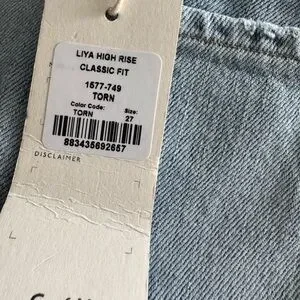 LIYA HIGH RISE
CLASSIC FIT
1577-749
TORN
Color Code:
Size:
TORN
27
883435692657
DISCLAIMER